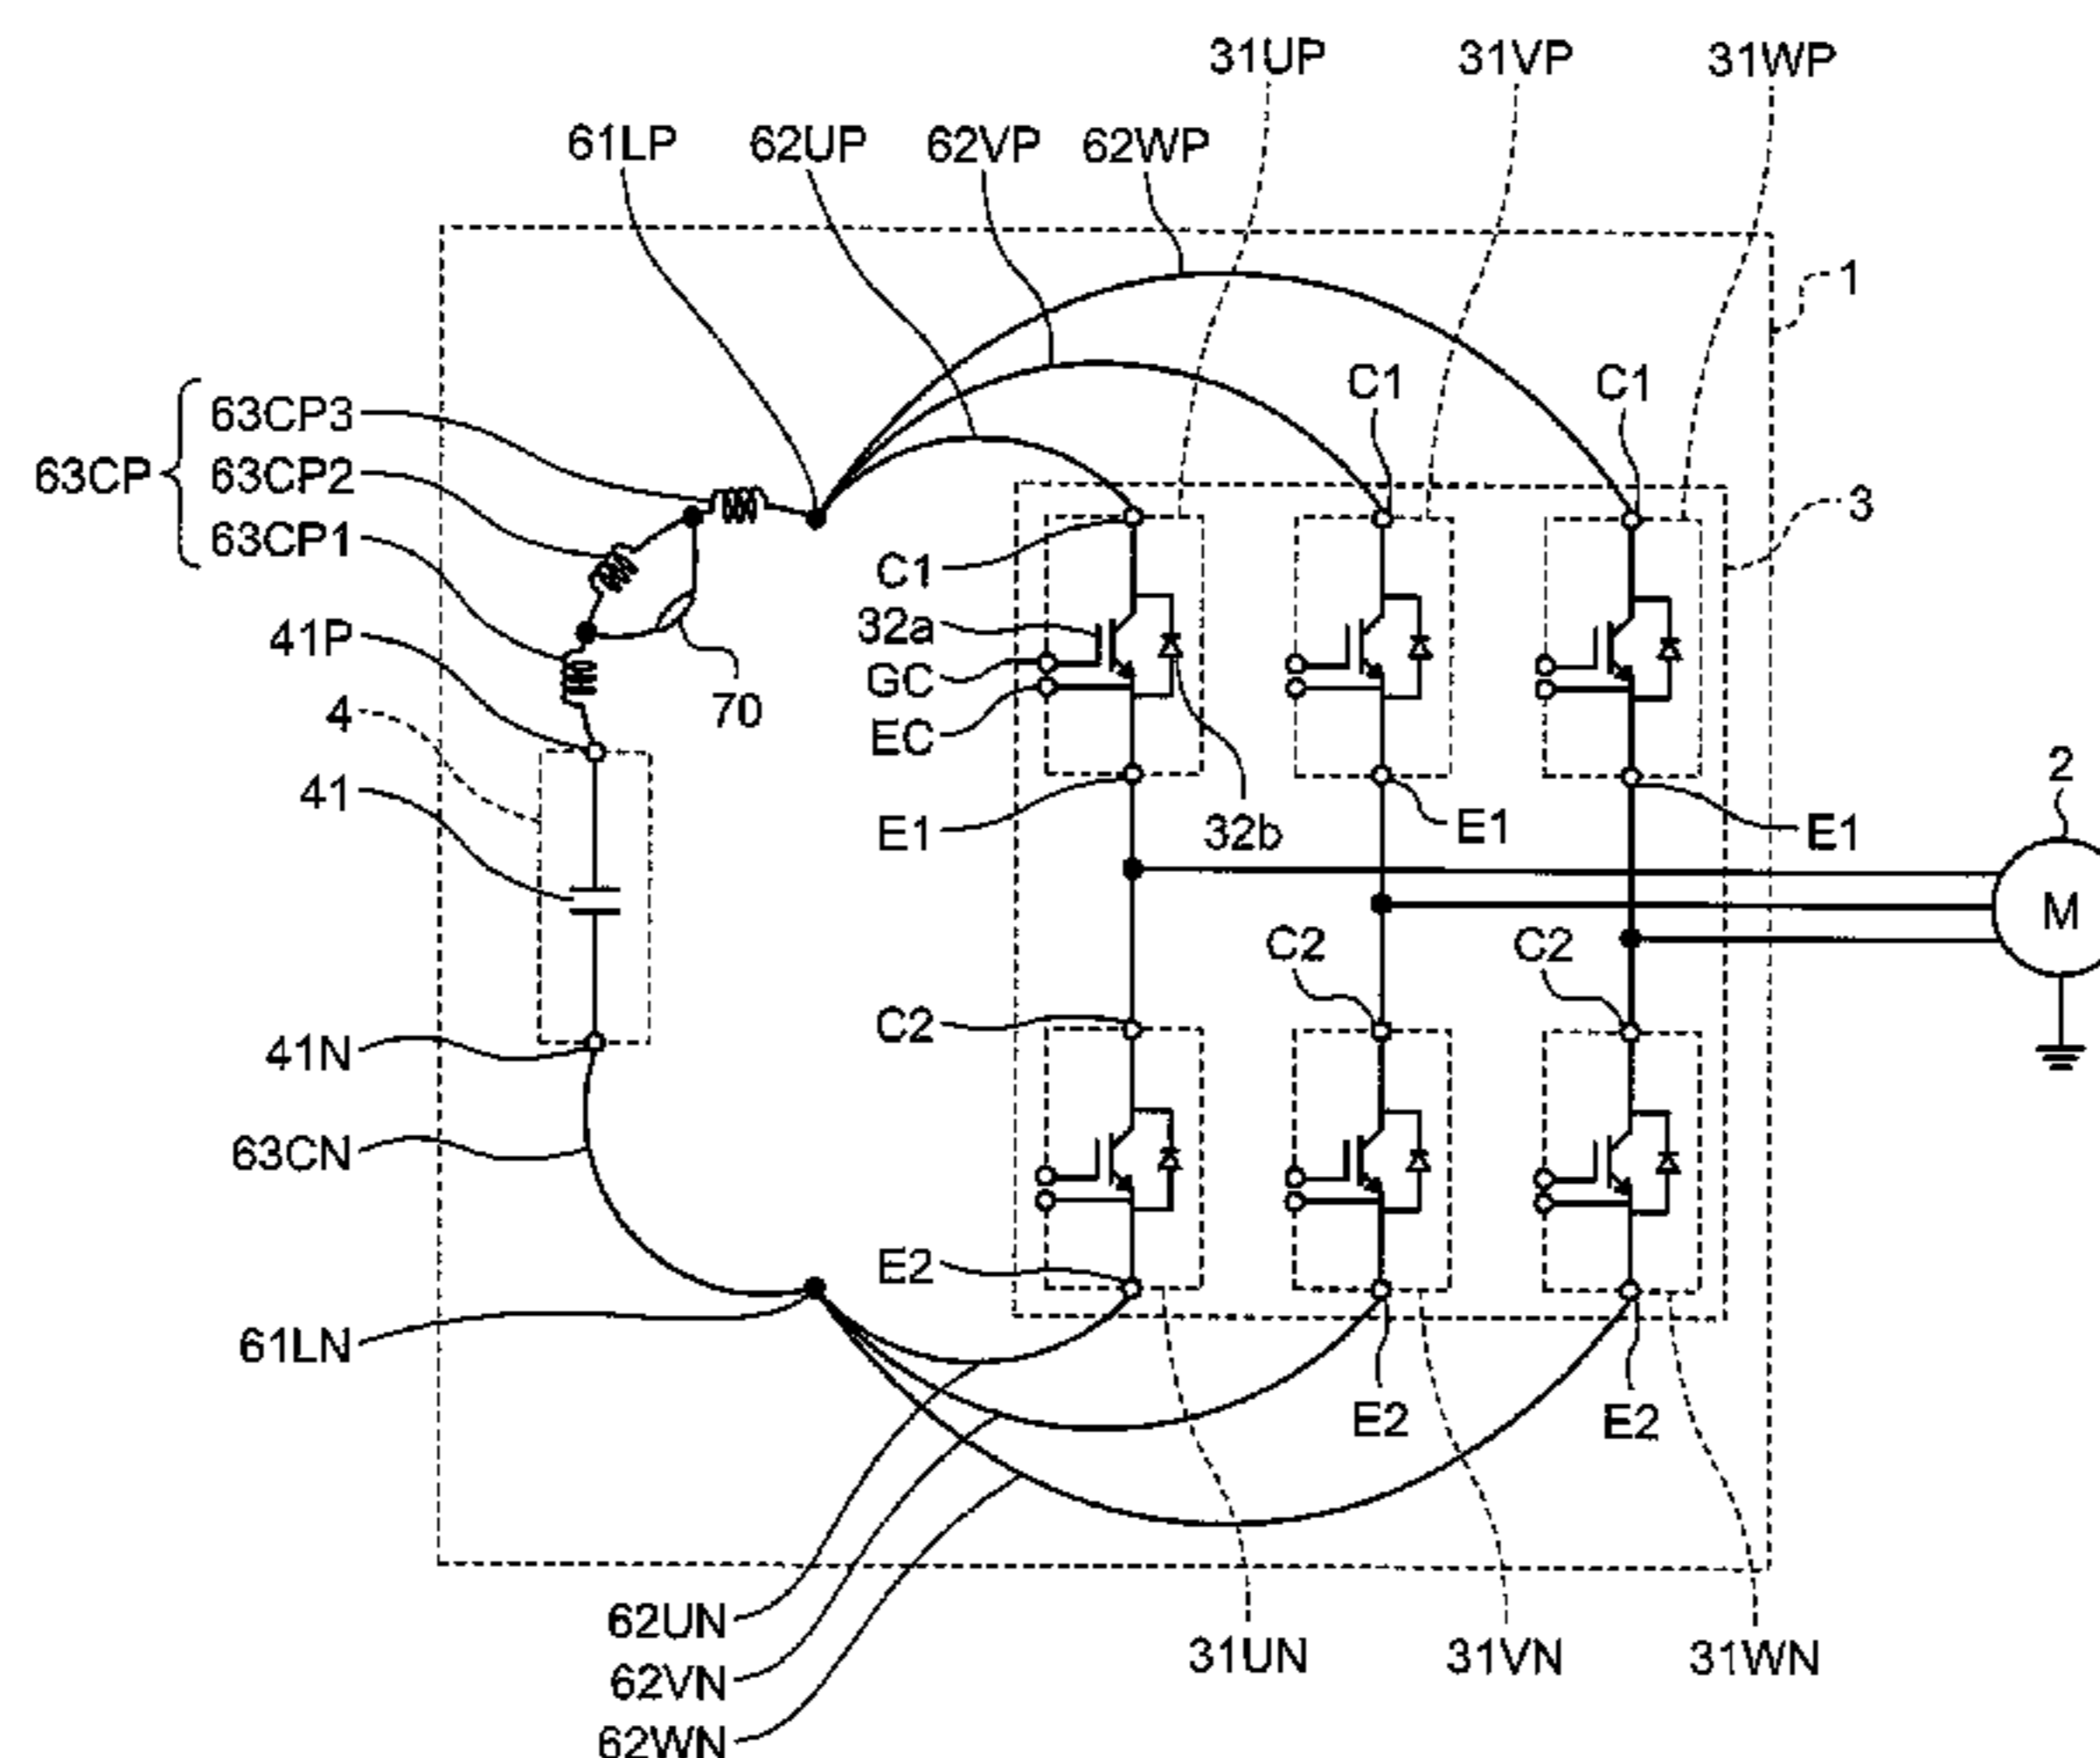 31UP 31VP 31WP
61LP 62UP 62VP 62WP
1
C1 C1
63CP3
63CP 63CP2
63CP1
3
C1
32a
41P
GC
4 70 EC
2
41 E1 32b E1 E1
M
C2 C2
C2
41N
63CN
E2
61LN
E2 E2
62UN
31UN 31VN 31WN
62VN
62WN